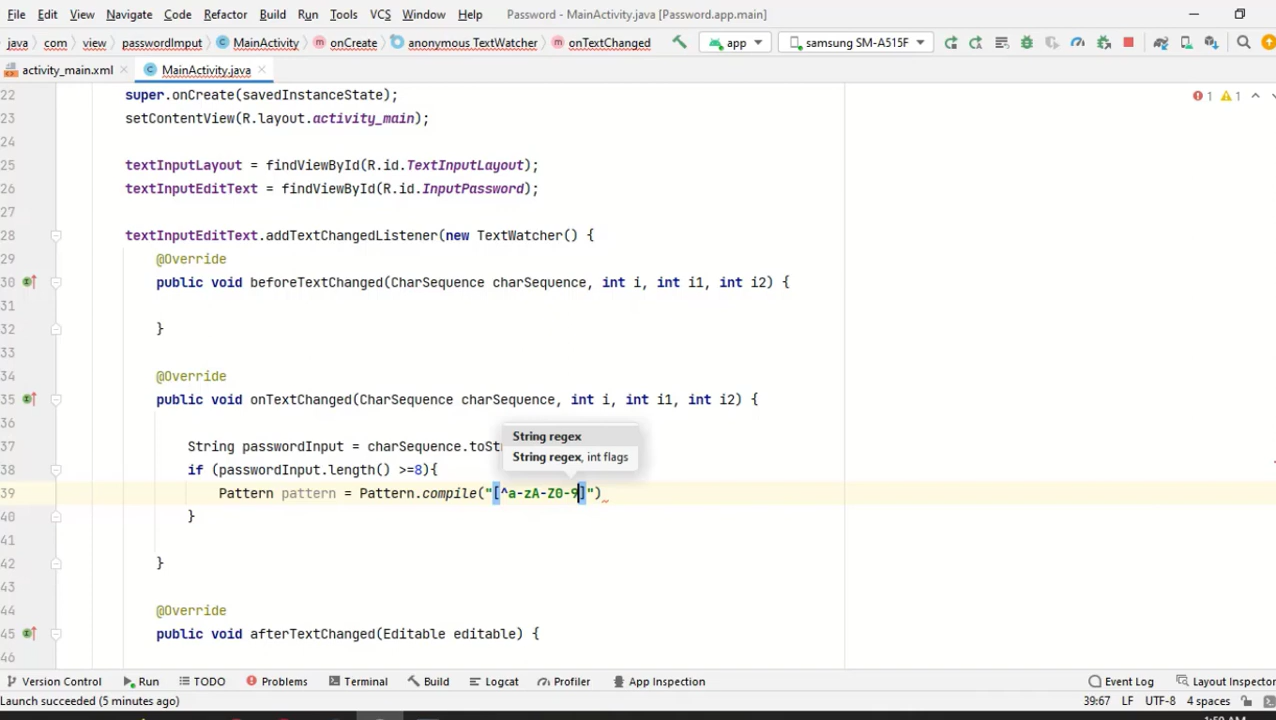 File Edit View Navigate Code Refactor Build Run Tools VCS Window Help Password - MainActivity.java [Password.app.main]
java com view passwordImput MainActivity onCreate anonymous TextWatcher onTextChanged app samsung SM-A515F
activity_main.xml MainActivity.java
22 super.onCreate(savedInstanceState); 1 1
23 setContentView(R.layout.activity_main);
24
25 textInputLayout = findViewById(R.id.TextInputLayout);
26 textInputEditText = findViewById(R.id.InputPassword);
27
28 textInputEditText.addTextChangedListener(new TextWatcher() {
29 @Override
30 public void beforeTextChanged(CharSequence charSequence, int i, int i1, int i2) {
31
32 }
33
34 @Override
35 public void onTextChanged(CharSequence charSequence, int i, int i1, int i2) {
36 String regex
37 String passwordInput = charSequence.toStr
String regex, int flags
38 if (passwordInput.length() >=8){
39 Pattern pattern = Pattern.compile("[^a-zA-Z0-9]")
40 }
41
42 }
43
44 @Override
45 public void afterTextChanged(Editable editable) {
46
Version Control Run TODO Problems Terminal Logcat Build Profiler App Inspection Event Log Layout Inspector
Launch succeeded (5 minutes ago) 39:67 LF UTF-8 4 spaces